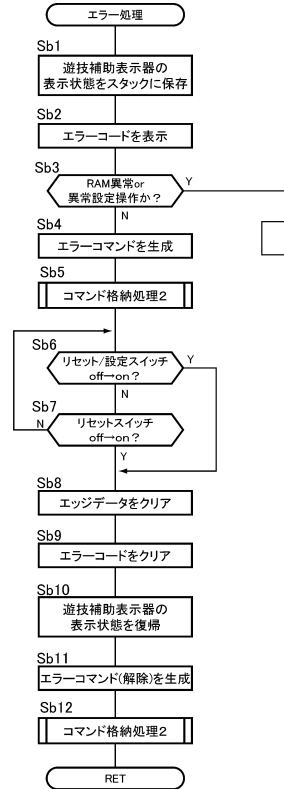 エラー処理
Sb1
遊技補助表示器の
表示状態をスタックに保存
Sb2
エラーコードを表示
Sb3
RAM異常or
異常設定操作か？
Y
N
Sb4
エラーコマンドを生成
Sb5
コマンド格納処理2
Sb6
リセット/設定スイッチ
off→on？
Y
N
Sb7
リセットスイッチ
off→on？
N
Y
Sb8
エッジデータをクリア
Sb9
エラーコードをクリア
Sb10
遊技補助表示器の
表示状態を復帰
Sb11
エラーコマンド(解除)を生成
Sb12
コマンド格納処理2
RET